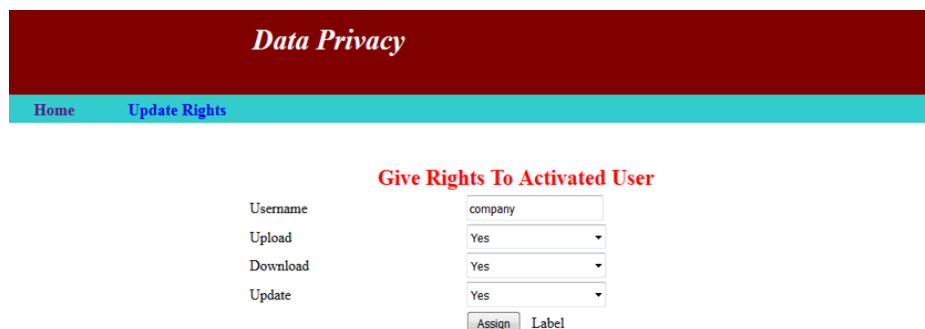 Data Privacy
Home Update Rights
Give Rights To Activated User
Username company
Upload Yes
Download Yes
Update Yes
Assign Label